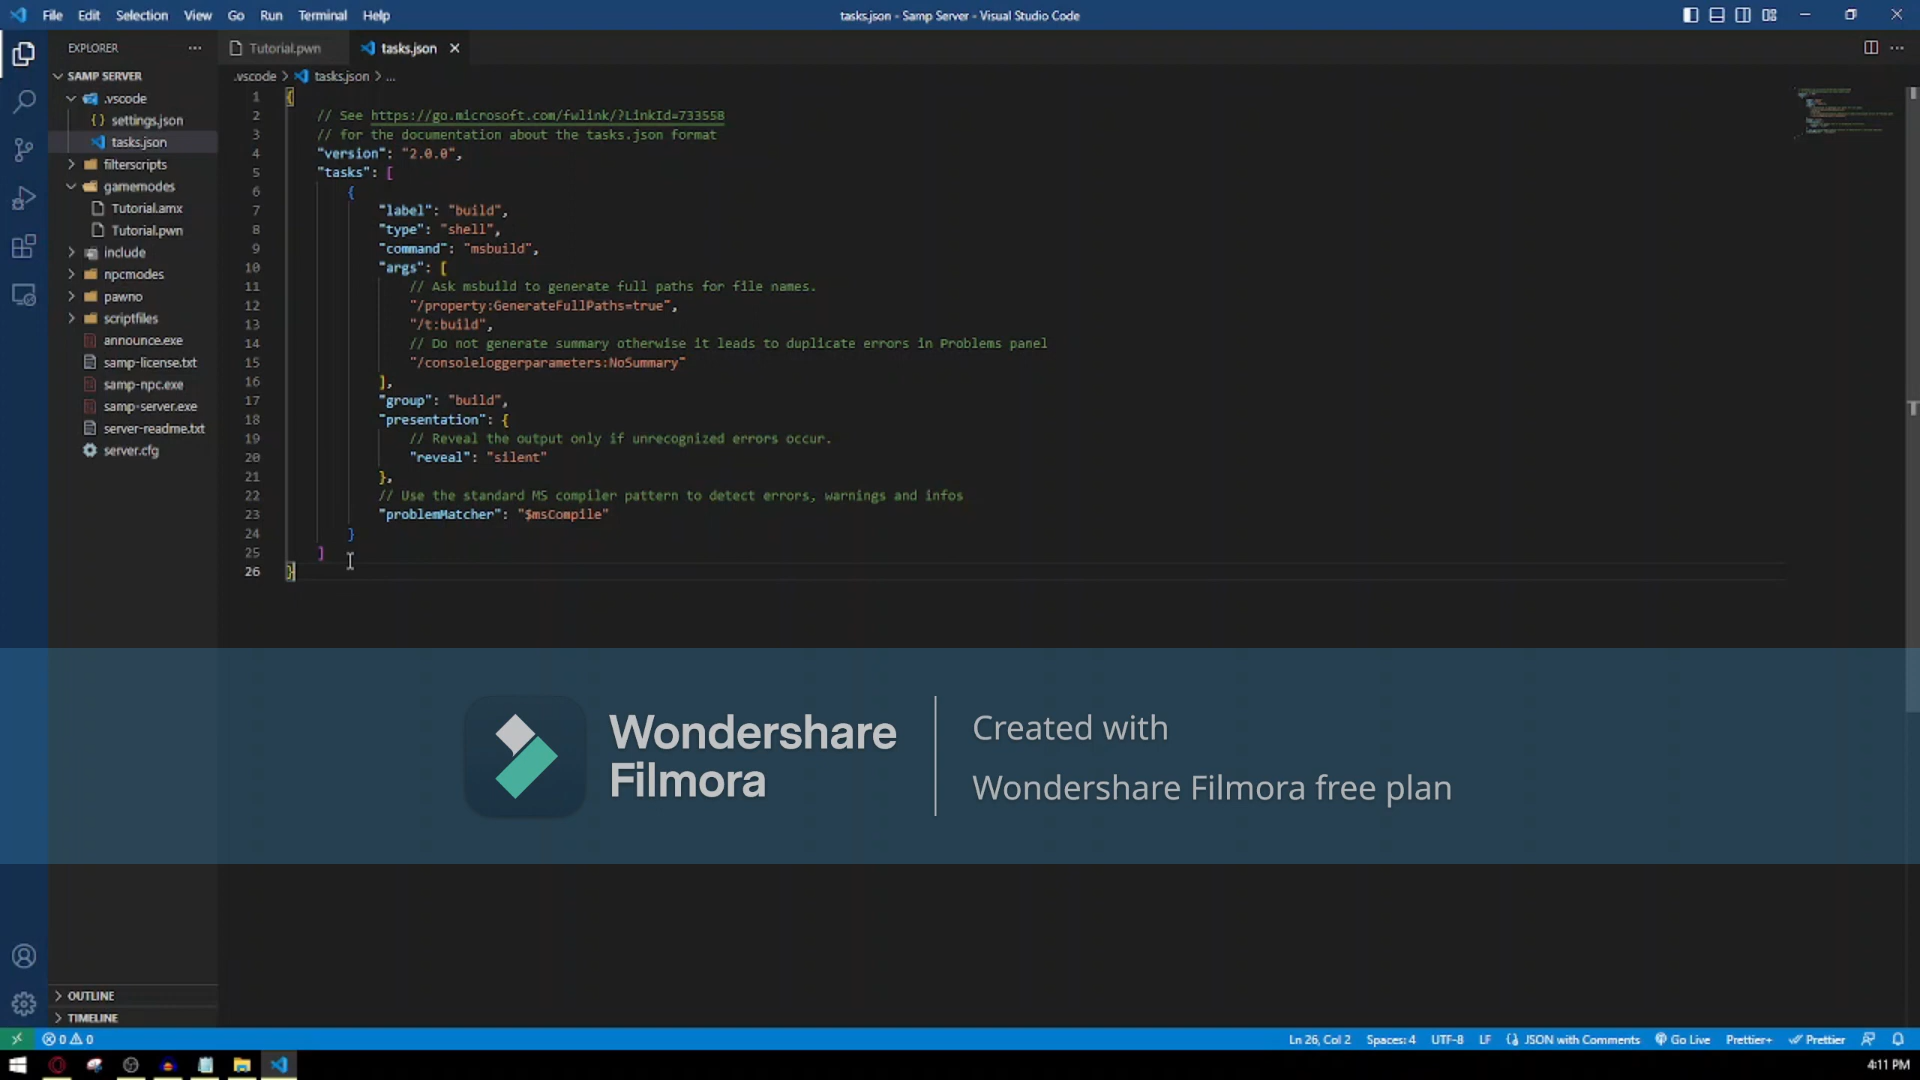 File Edit Selection View Go Run Terminal Help
tasks.json - Samp Server - Visual Studio Code
EXPLORER
Tutorial.pwn
tasks.json
SAMP SERVER
.vscode
settings.json
tasks.json
filterscripts
gamemodes
Tutorial.amx
Tutorial.pwn
include
npcmodes
pawno
scriptfiles
announce.exe
samp-license.txt
samp-npc.exe
samp-server.exe
server-readme.txt
server.cfg
OUTLINE
TIMELINE
.vscode > tasks.json > ...
1 {
2 // See https://go.microsoft.com/fwlink/?LinkId=733558
3 // for the documentation about the tasks.json format
4 "version": "2.0.0",
5 "tasks": [
6 {
7 "label": "build",
8 "type": "shell",
9 "command": "msbuild",
10 "args": [
11 // Ask msbuild to generate full paths for file names.
12 "/property:GenerateFullPaths=true",
13 "/t:build",
14 // Do not generate summary otherwise it leads to duplicate errors in Problems panel
15 "/consoleloggerparameters:NoSummary"
16 ],
17 "group": "build",
18 "presentation": {
19 // Reveal the output only if unrecognized errors occur.
20 "reveal": "silent"
21 },
22 // Use the standard MS compiler pattern to detect errors, warnings and infos
23 "problemMatcher": "$msCompile"
24 }
25 ]
26 }
Wondershare
Filmora
Created with
Wondershare Filmora free plan
0 0
Ln 26, Col 2 Spaces: 4 UTF-8 LF {} JSON with Comments Go Live Prettier+ Prettier
4:11 PM